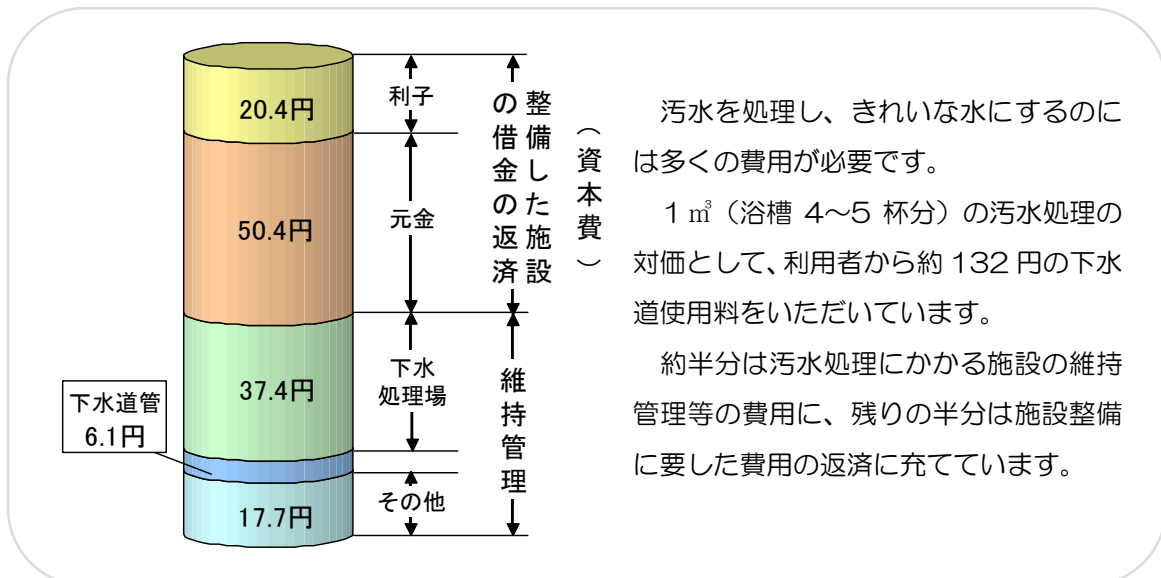 20.4円
50.4円
37.4円
下水道管
6.1円
17.7円
利子
元金
下水
処理場
その他
整備した施設
の借金の返済
（資本費）
維持管理
汚水を処理し、きれいな水にするのに
は多くの費用が必要です。
1㎥（浴槽 4～5 杯分）の汚水処理の
対価として、利用者から約 132 円の下水
道使用料をいただいています。
約半分は汚水処理にかかる施設の維持
管理等の費用に、残りの半分は施設整備
に要した費用の返済に充てています。